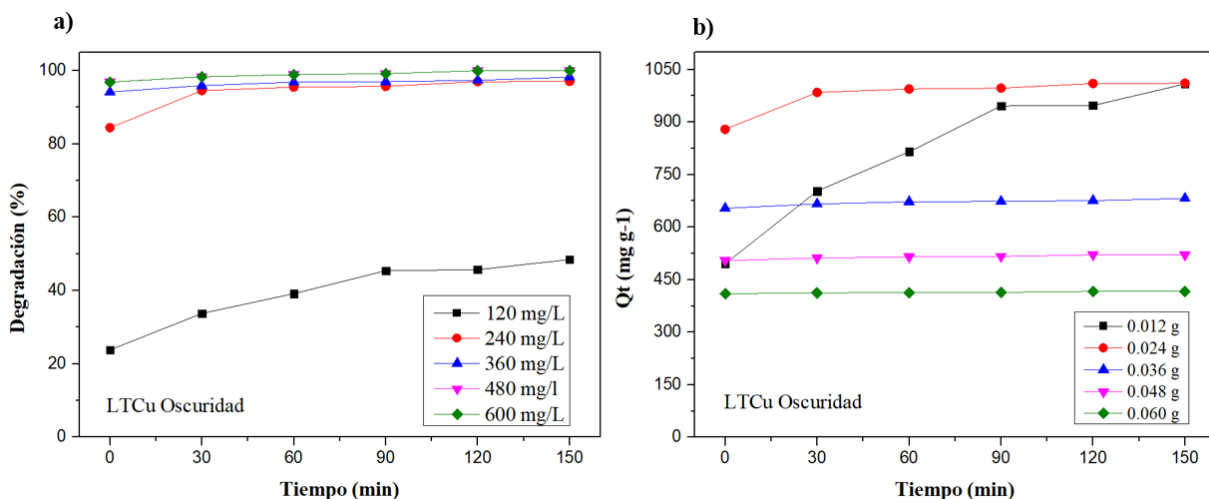 a)
Degradación (%)
100
80
60
40
20
0
120 mg/L
240 mg/L
360 mg/L
480 mg/l
600 mg/L
LTCu Oscuridad
0 30 60 90 120 150
Tiempo (min)
b)
Qt (mg g-1)
1050
900
750
600
450
300
150
0
0.012 g
0.024 g
0.036 g
0.048 g
0.060 g
LTCu Oscuridad
0 30 60 90 120 150
Tiempo (min)